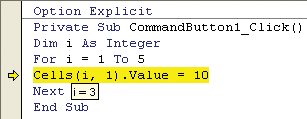 Option Explicit
Private Sub CommandButton1_Click()
Dim i As Integer
For i = 1 To 5
Cells(i, 1).Value = 10
Next i=3
End Sub